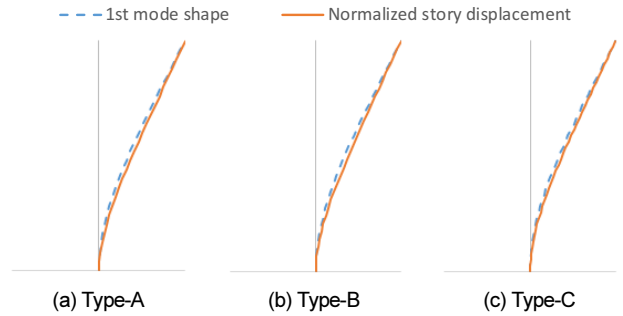 1st mode shape Normalized story displacement
(a) Type-A (b) Type-B (c) Type-C